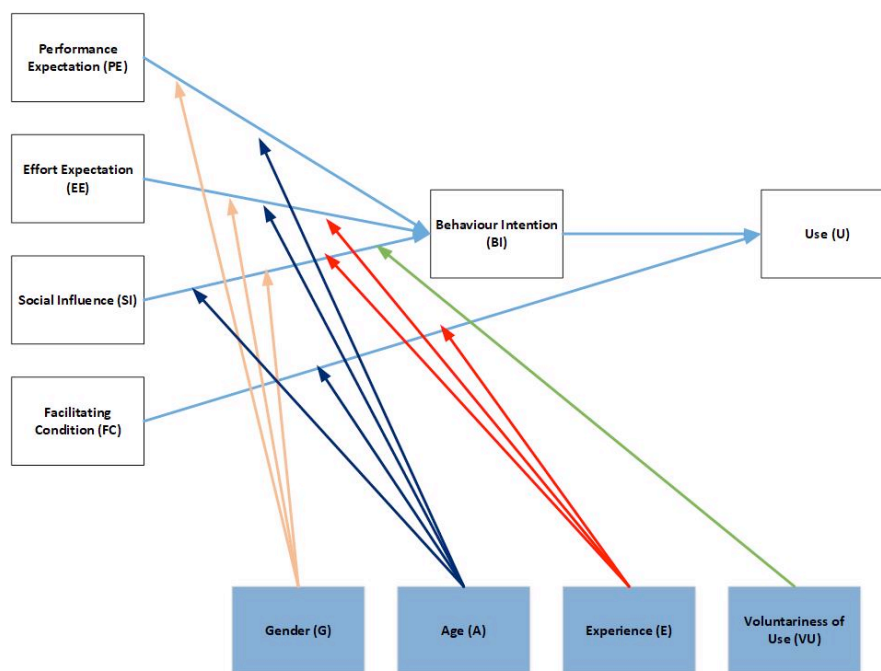 Performance
Expectation (PE)
Effort Expectation
(EE)
Behaviour Intention
(BI)
Use (U)
Social Influence (SI)
Facilitating
Condition (FC)
Gender (G)
Age (A)
Experience (E)
Voluntariness of
Use (VU)